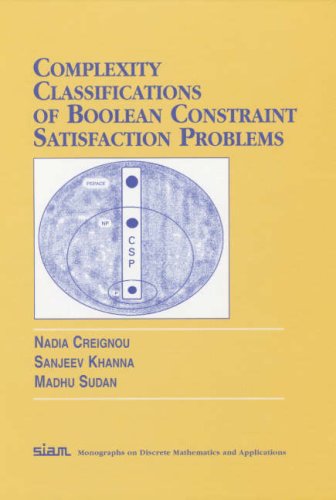 COMPLEXITY
CLASSIFICATIONS
OF BOOLEAN CONSTRAINT
SATISFACTION PROBLEMS
PSPACE
NP
CSP
P
NADIA CREIGNOU
SANJEEV KHANNA
MADHU SUDAN
siam Monographs on Discrete Mathematics and Applications